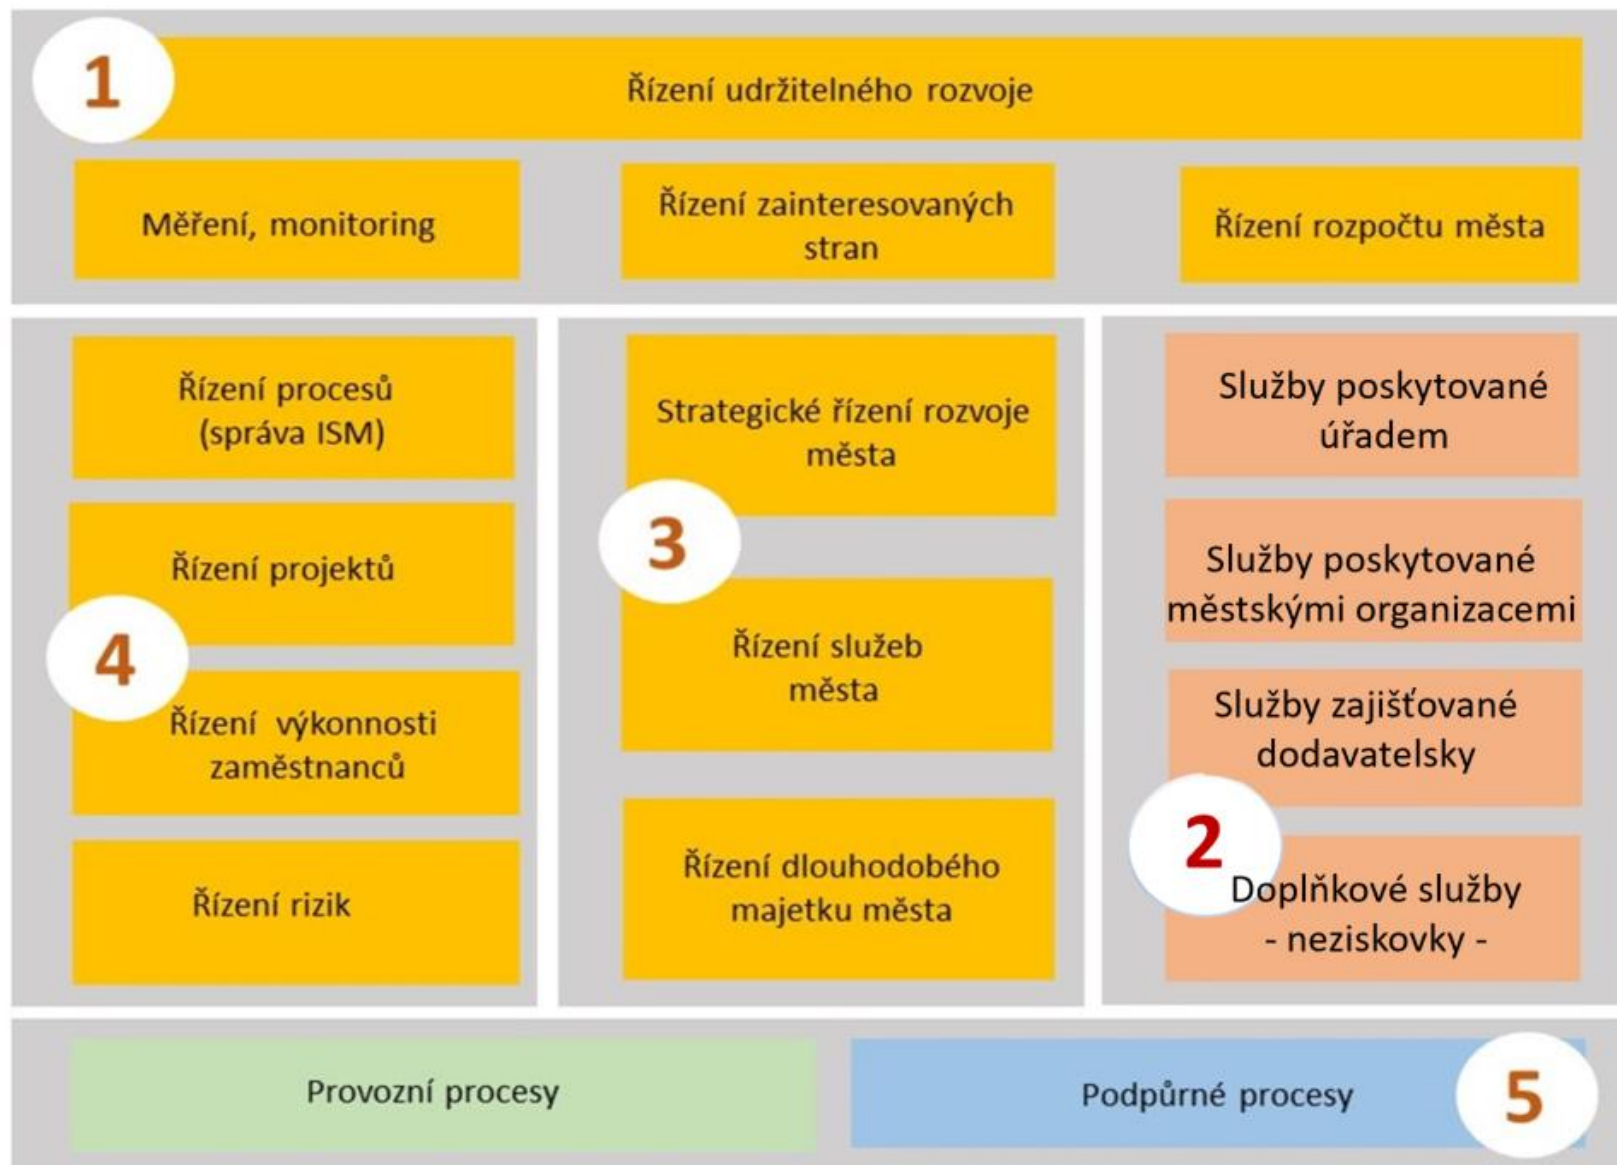 1
Řízení udržitelného rozvoje
Měření, monitoring
Řízení zainteresovaných
stran
Řízení rozpočtu města
Řízení procesů
(správa ISM)
Řízení projektů
4
Řízení výkonnosti
zaměstnanců
Řízení rizik
Strategické řízení rozvoje
města
3
Řízení služeb
města
Řízení dlouhodobého
majetku města
Služby poskytované
úřadem
Služby poskytované
městskými organizacemi
Služby zajišťované
dodavatelsky
2
Doplňkové služby
- neziskovky -
Provozní procesy
Podpůrné procesy
5